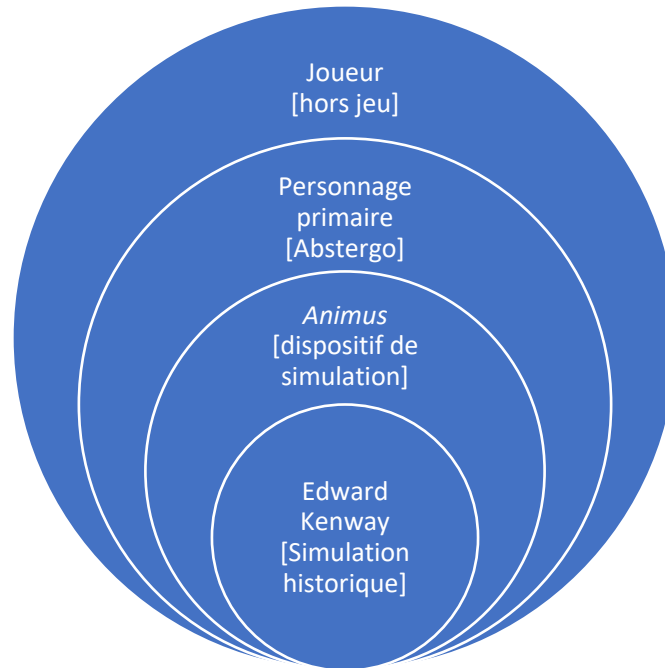 Joueur
[hors jeu]
Personnage
primaire
[Abstergo]
Animus
[dispositif de
simulation]
Edward
Kenway
[Simulation
historique]